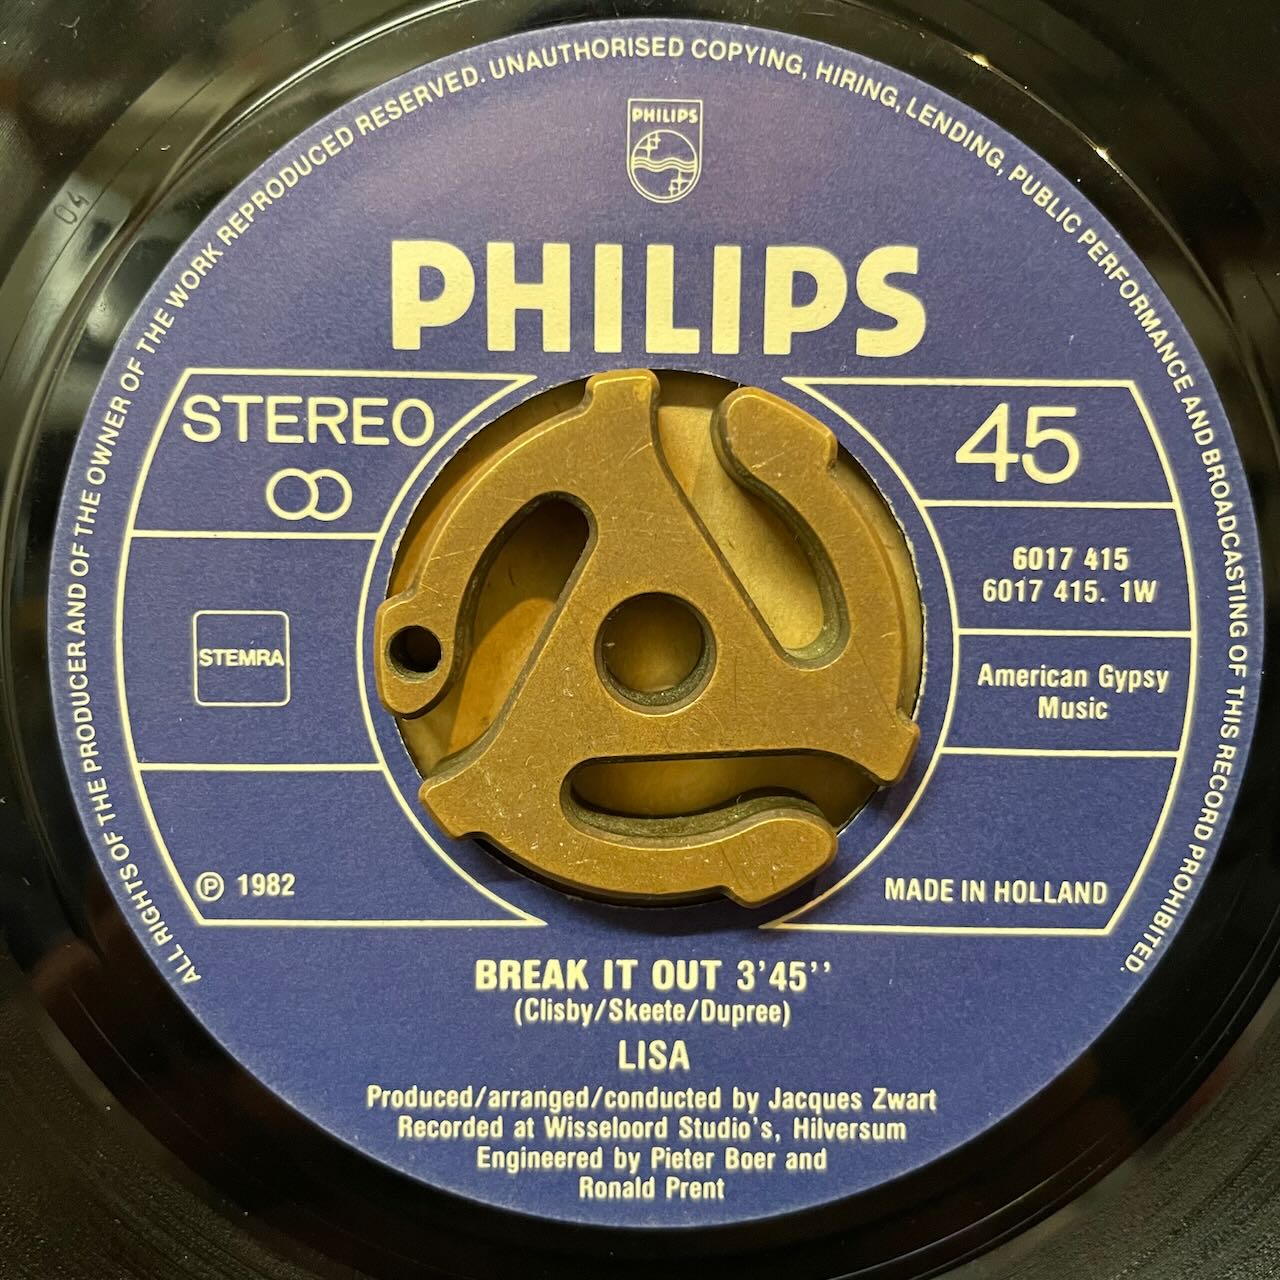 ALL RIGHTS OF THE PRODUCER AND OF THE OWNER OF THE WORK REPRODUCED RESERVED. UNAUTHORISED COPYING, HIRING, LENDING, PUBLIC PERFORMANCE AND BROADCASTING OF THIS RECORD PROHIBITED.
PHILIPS
PHILIPS
STEREO
45
6017 415
6017 415. 1W
STEMRA
American Gypsy
Music
℗ 1982
MADE IN HOLLAND
BREAK IT OUT 3'45''
(Clisby/Skeete/Dupree)
LISA
Produced/arranged/conducted by Jacques Zwart
Recorded at Wisseloord Studio's, Hilversum
Engineered by Pieter Boer and
Ronald Prent
04